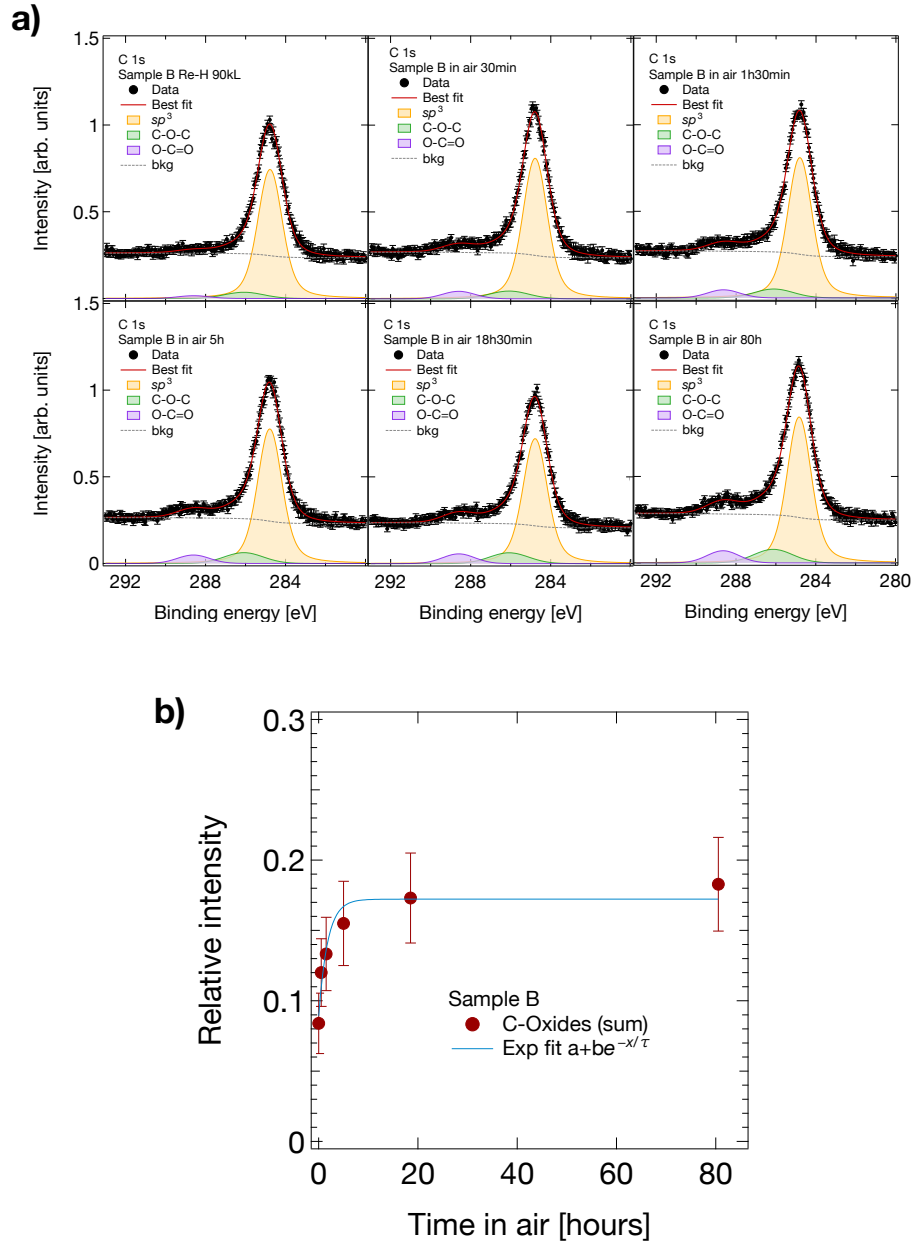 a)
1.5
1
0.5
Intensity [arb. units]
C 1s
Sample B Re-H 90kL
Data
Best fit
sp³
C-O-C
O-C=O
bkg
C 1s
Sample B in air 30min
Data
Best fit
sp³
C-O-C
O-C=O
bkg
C 1s
Sample B in air 1h30min
Data
Best fit
sp³
C-O-C
O-C=O
bkg
1.5
1
0.5
0
Intensity [arb. units]
C 1s
Sample B in air 5h
Data
Best fit
sp³
C-O-C
O-C=O
bkg
C 1s
Sample B in air 18h30min
Data
Best fit
sp³
C-O-C
O-C=O
bkg
C 1s
Sample B in air 80h
Data
Best fit
sp³
C-O-C
O-C=O
bkg
292 288 284
292 288 284
292 288 284 280
Binding energy [eV]
Binding energy [eV]
Binding energy [eV]
b)
0.3
0.2
0.1
0
Relative intensity
Sample B
C-Oxides (sum)
Exp fit a+be^{-x/τ}
0 20 40 60 80
Time in air [hours]